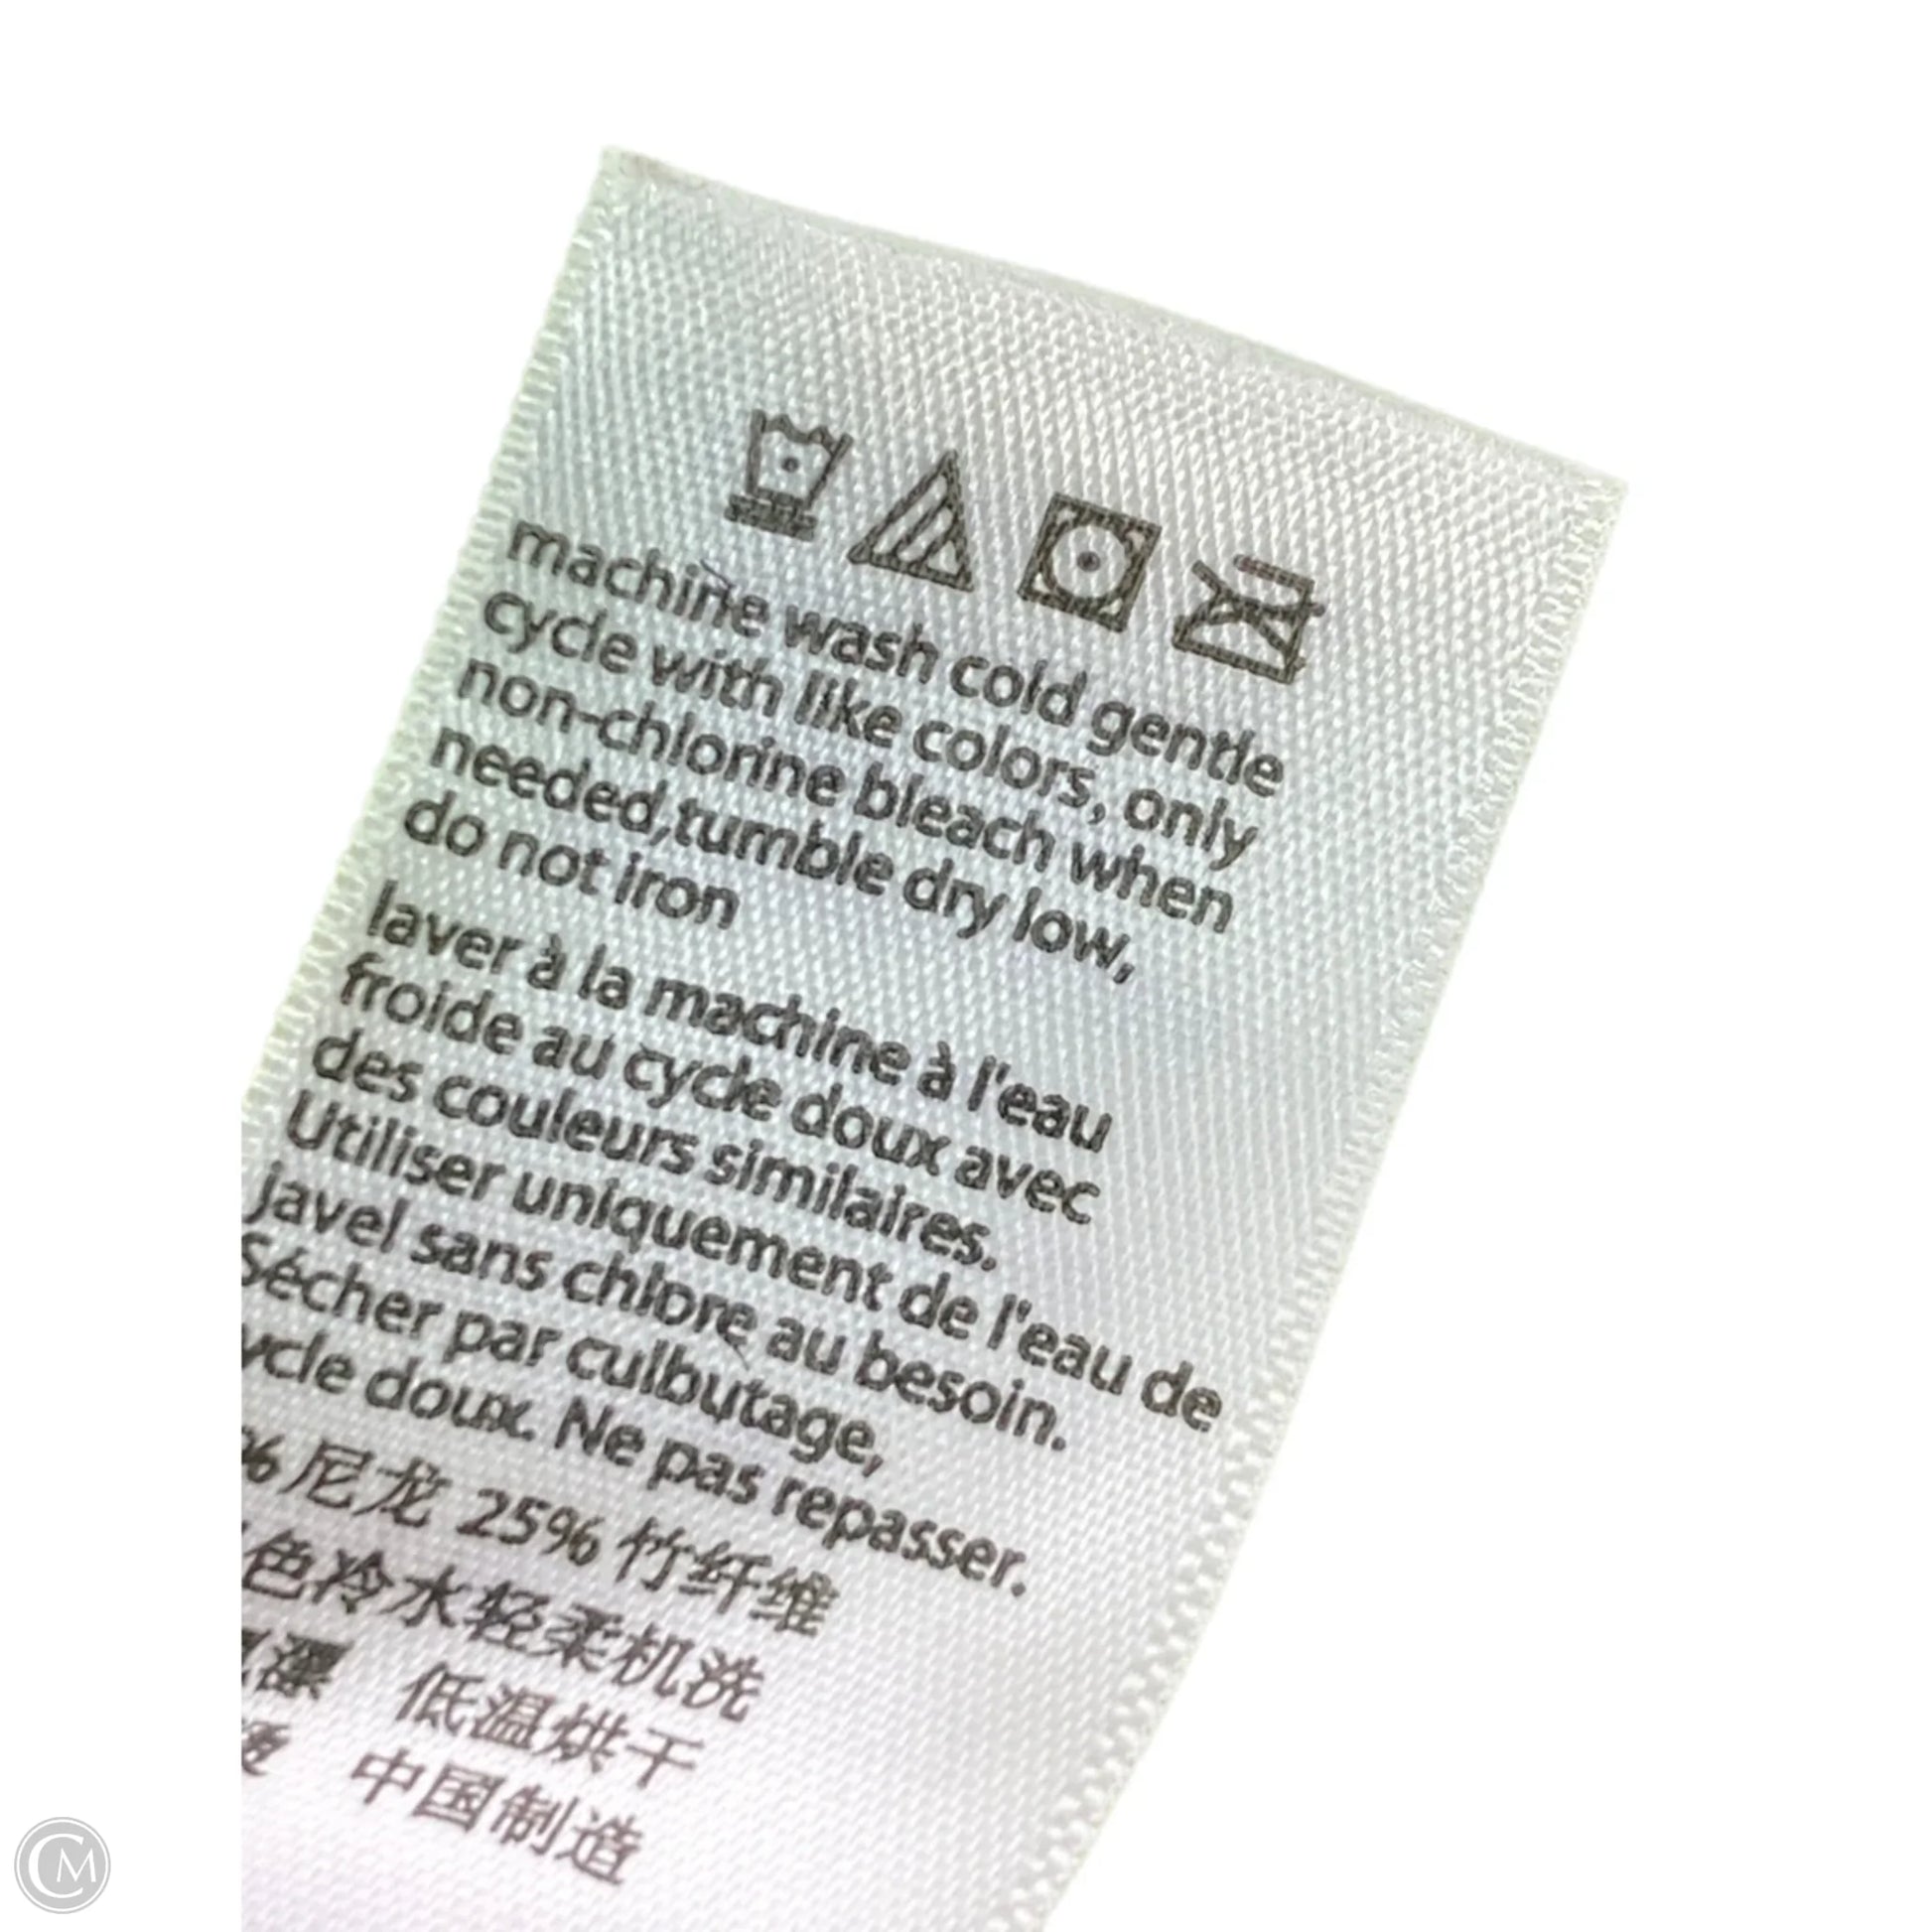 machine wash cold gentle
cycle with like colors, only
non-chlorine bleach when
needed,tumble dry low,
do not iron
laver à la machine à l'eau
froide au cycle doux avec
des couleurs similaires.
Utiliser uniquement de l'eau de
javel sans chlore au besoin.
Sécher par culbutage,
ycle doux. Ne pas repasser.
% 尼龙 25% 竹纤维
色冷水轻柔机洗
漂 低温烘干
中国制造
CM